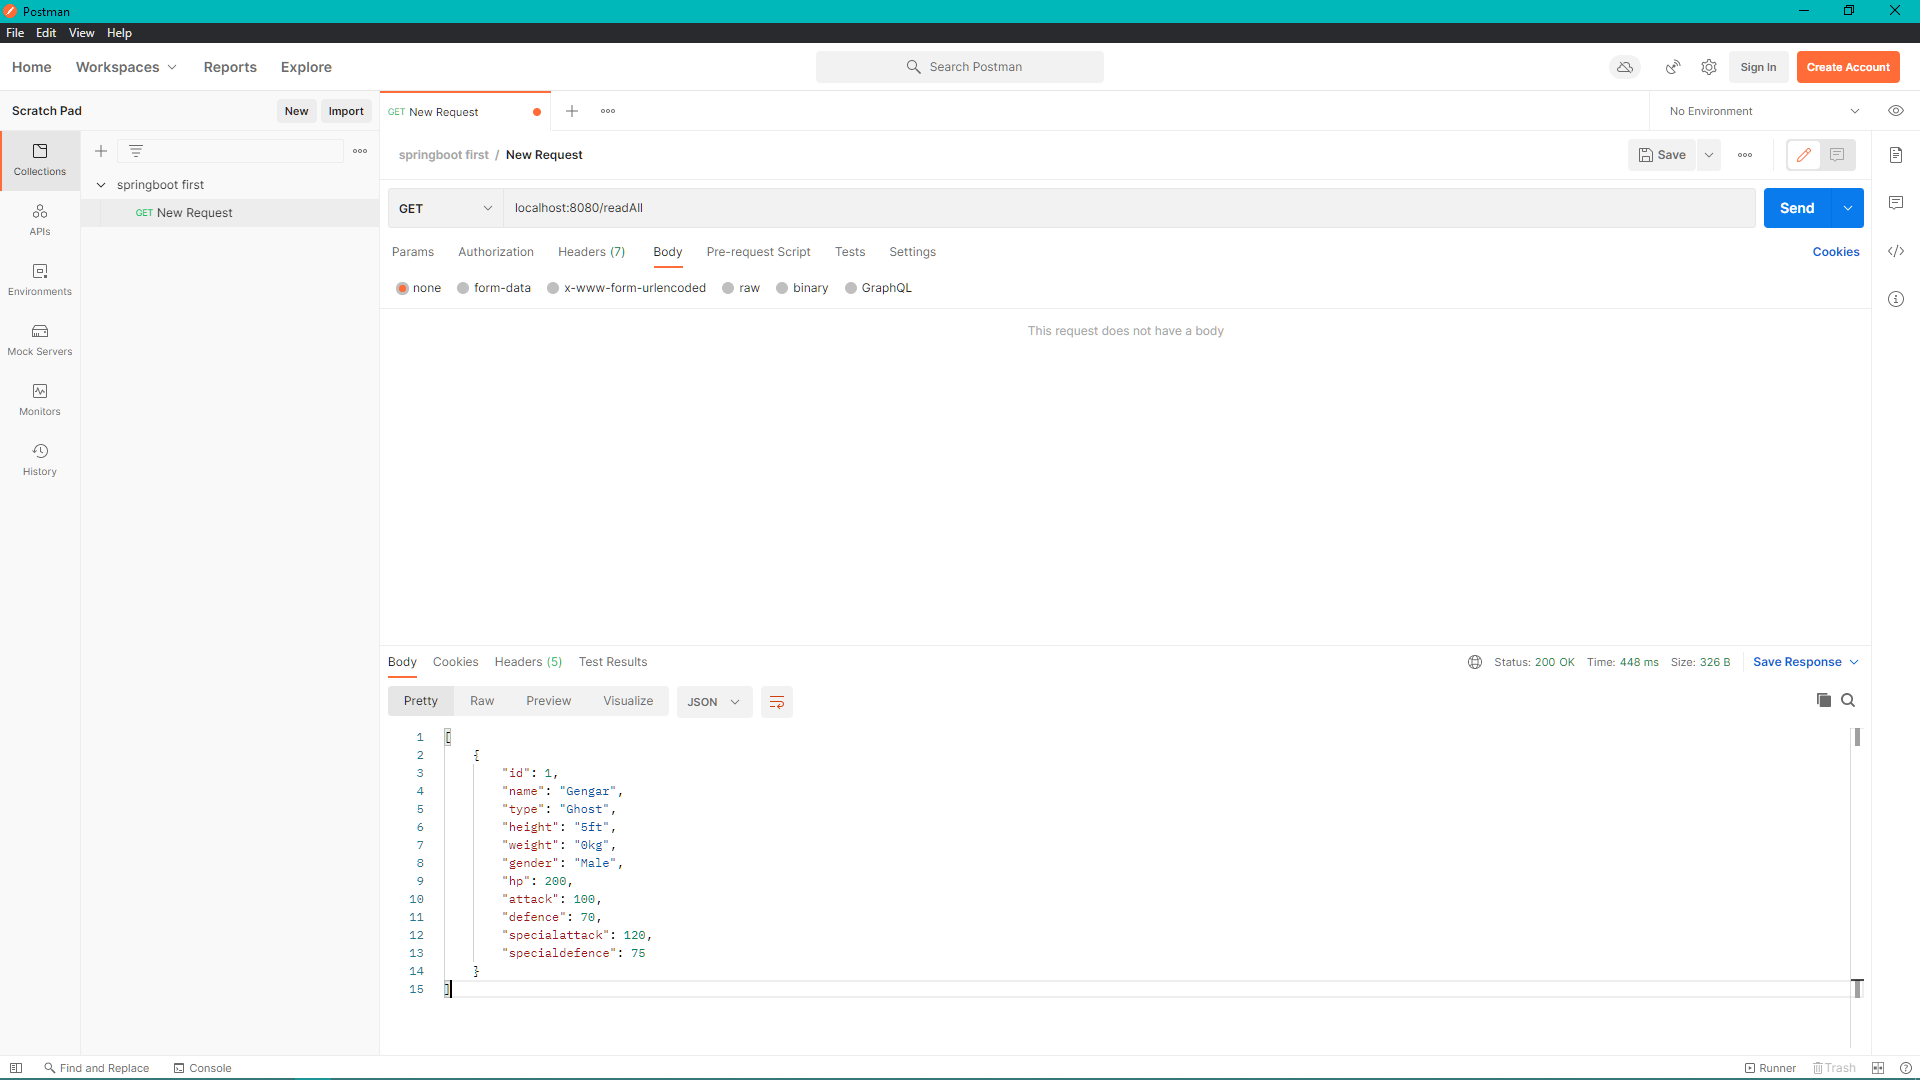 Postman
File Edit View Help
Home Workspaces Reports Explore Search Postman Sign In Create Account
Scratch Pad New Import GET New Request No Environment
springboot first / New Request Save
Collections
APIs
Environments
Mock Servers
Monitors
History
springboot first
GET New Request
GET localhost:8080/readAll Send
Params Authorization Headers (7) Body Pre-request Script Tests Settings Cookies
none form-data x-www-form-urlencoded raw binary GraphQL
This request does not have a body
Body Cookies Headers (5) Test Results Status: 200 OK Time: 448 ms Size: 326 B Save Response
Pretty Raw Preview Visualize JSON
1 [
2 {
3 "id": 1,
4 "name": "Gengar",
5 "type": "Ghost",
6 "height": "5ft",
7 "weight": "0kg",
8 "gender": "Male",
9 "hp": 200,
10 "attack": 100,
11 "defence": 70,
12 "specialattack": 120,
13 "specialdefence": 75
14 }
15 ]
Find and Replace Console Runner Trash